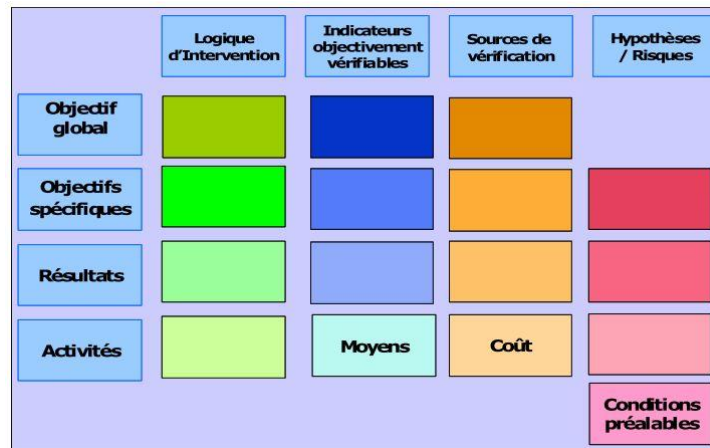 Logique
d'Intervention
Indicateurs
objectivement
vérifiables
Sources de
vérification
Hypothèses
/ Risques
Objectif
global
Objectifs
spécifiques
Résultats
Activités
Moyens
Coût
Conditions
préalables